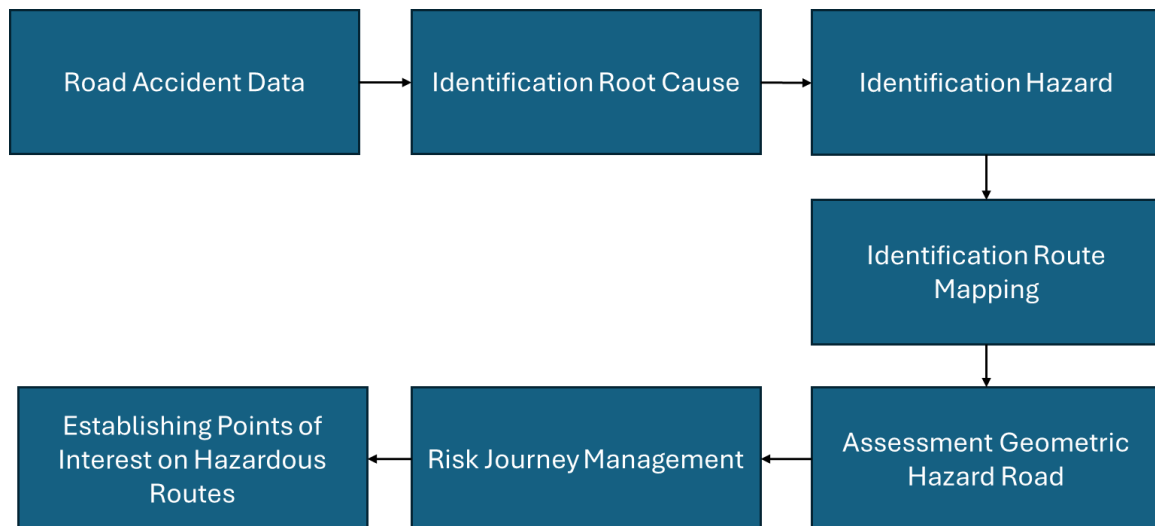 Road Accident Data
Identification Root Cause
Identification Hazard
Identification Route
Mapping
Assessment Geometric
Hazard Road
Risk Journey Management
Establishing Points of
Interest on Hazardous
Routes